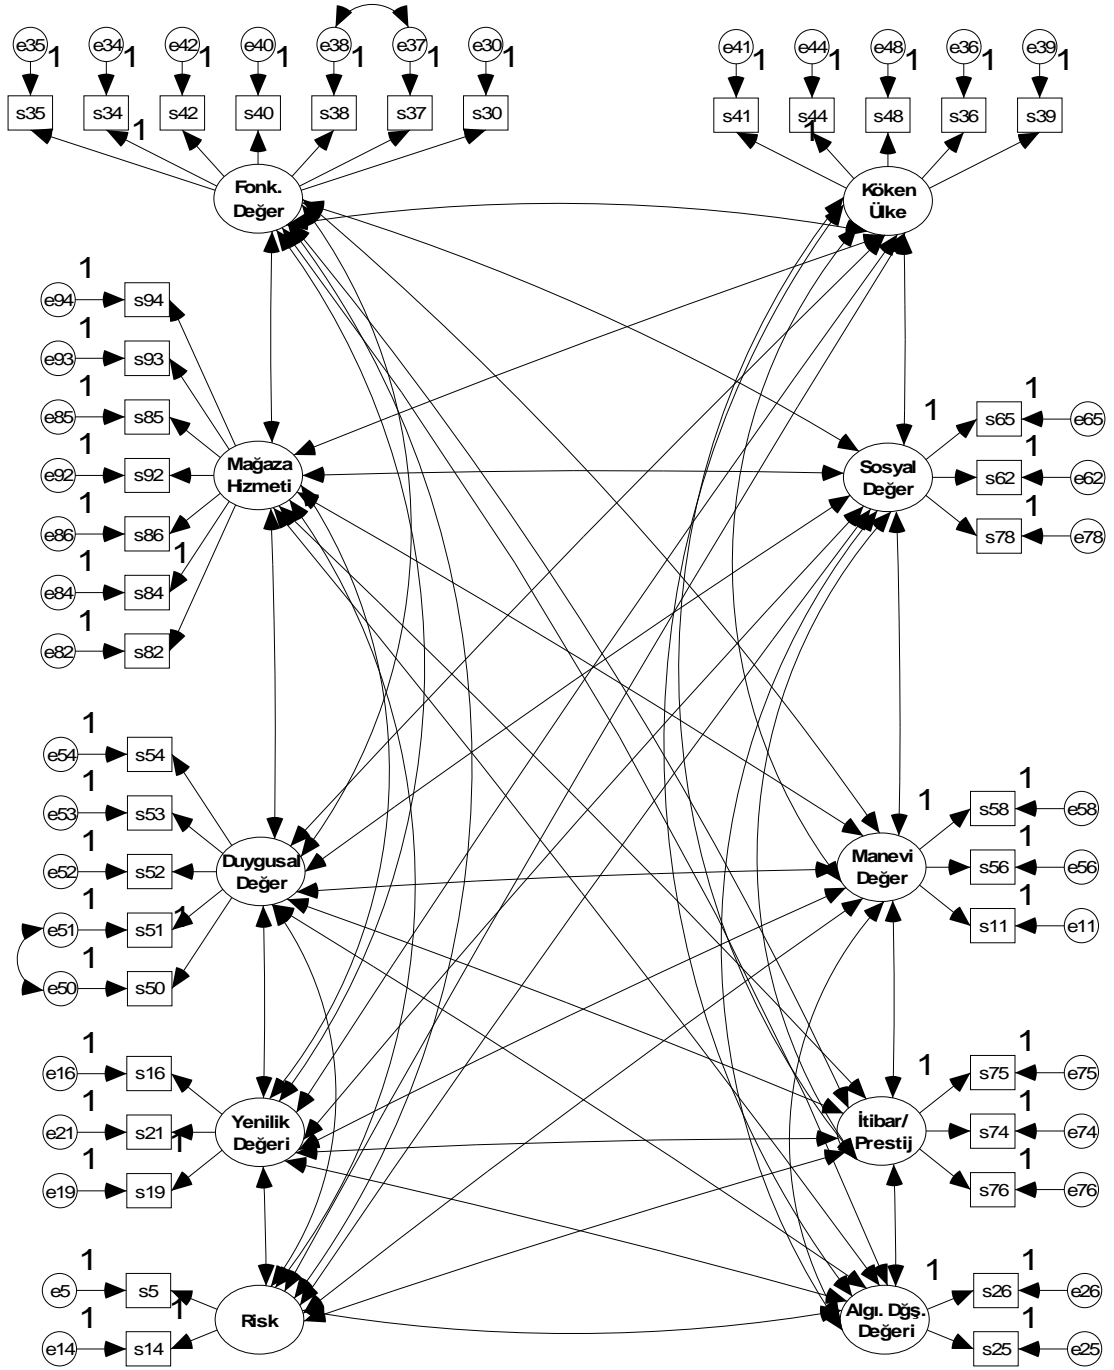 e35 e34 e42 e40 e38 e37 e30 e41 e44 e48 e36 e39
1 1 1 1 1 1 1 1 1 1 1 1
s35 s34 s42 s40 s38 s37 s30 s41 s44 s48 s36 s39
1 1
Fonk.
Değer
Köken
Ülke
1
e94 s94
1
e93 s93
1
e85 s85
1
e92 s92
1
e86 s86
1
1
e84 s84
1
e82 s82
Mağaza
Hizmeti
1
1
s65 e65
1
s62 e62
1
s78 e78
Sosyal
Değer
1
e54 s54
1
e53 s53
1
e52 s52
1
1
e51 s51
1
e50 s50
Duygusal
Değer
1
1
s58 e58
1
s56 e56
1
s11 e11
Manevi
Değer
1
e16 s16
1
e21 s21
1
1
e19 s19
Yenilik
Değeri
1
1
s75 e75
1
s74 e74
1
s76 e76
İtibar/
Prestij
1
e5 s5
1
1
e14 s14
Risk
1
1
s26 e26
1
s25 e25
Algı. Dğş.
Değeri